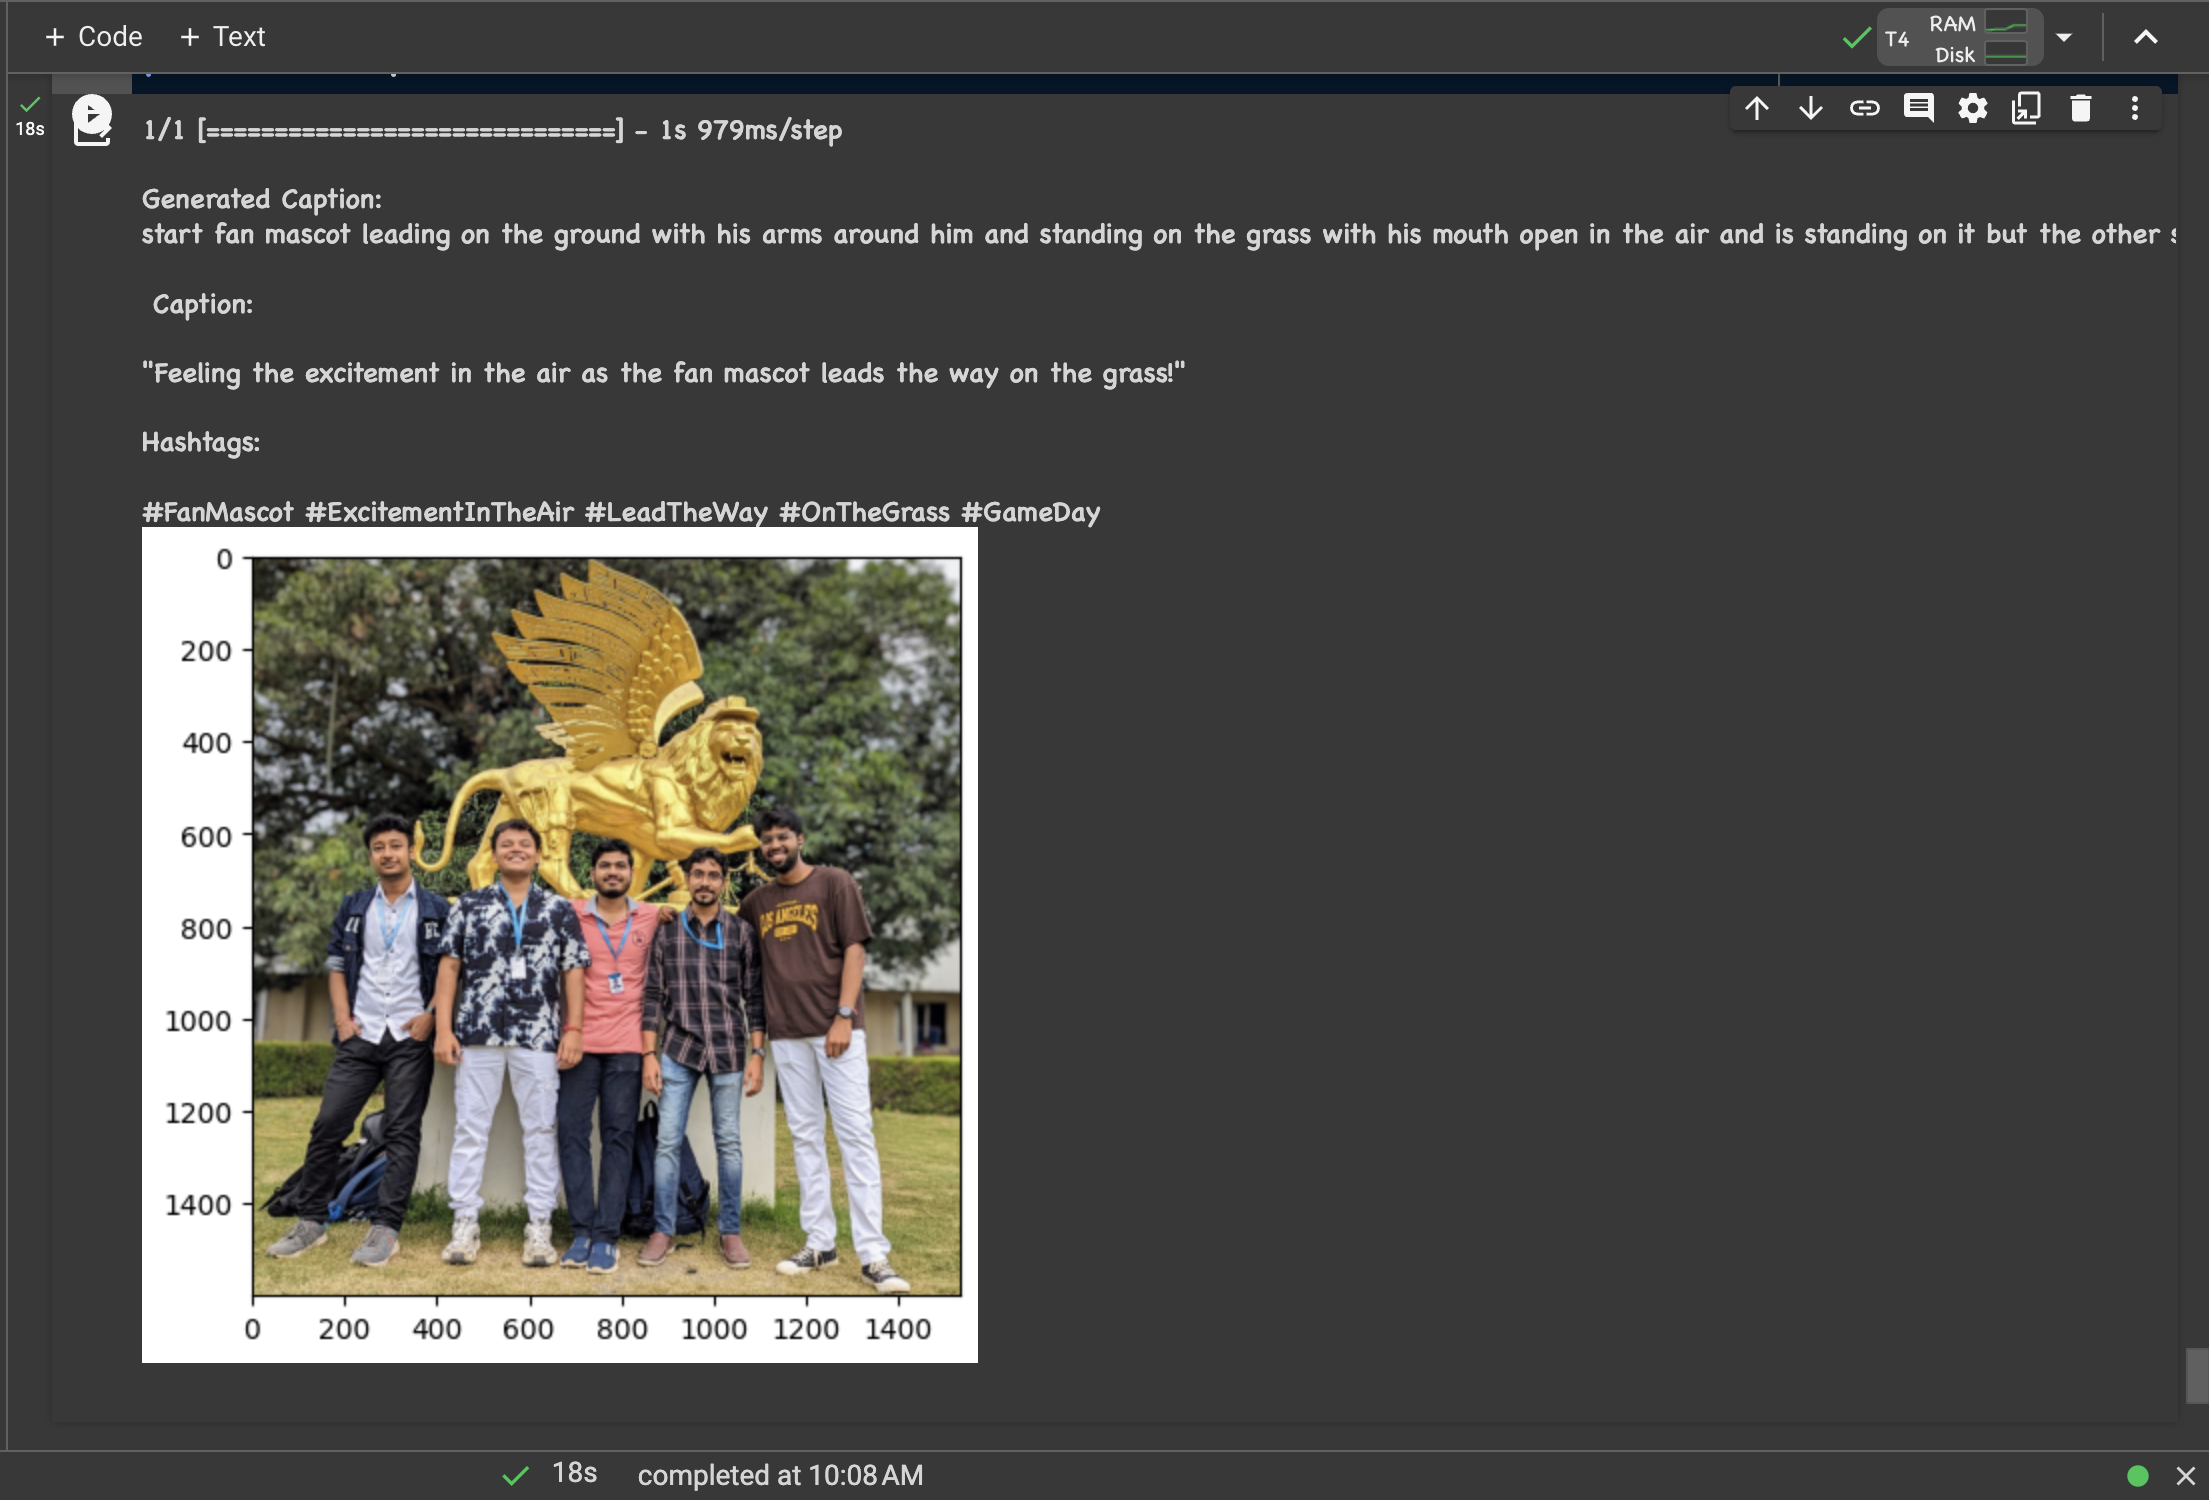 + Code + Text
T4 RAM
Disk
18s
1/1 [==============================] - 1s 979ms/step
Generated Caption:
start fan mascot leading on the ground with his arms around him and standing on the grass with his mouth open in the air and is standing on it but the other s
Caption:
"Feeling the excitement in the air as the fan mascot leads the way on the grass!"
Hashtags:
#FanMascot #ExcitementInTheAir #LeadTheWay #OnTheGrass #GameDay
0
200
400
600
800
1000
1200
1400
LOS ANGELES
0 200 400 600 800 1000 1200 1400
18s completed at 10:08 AM